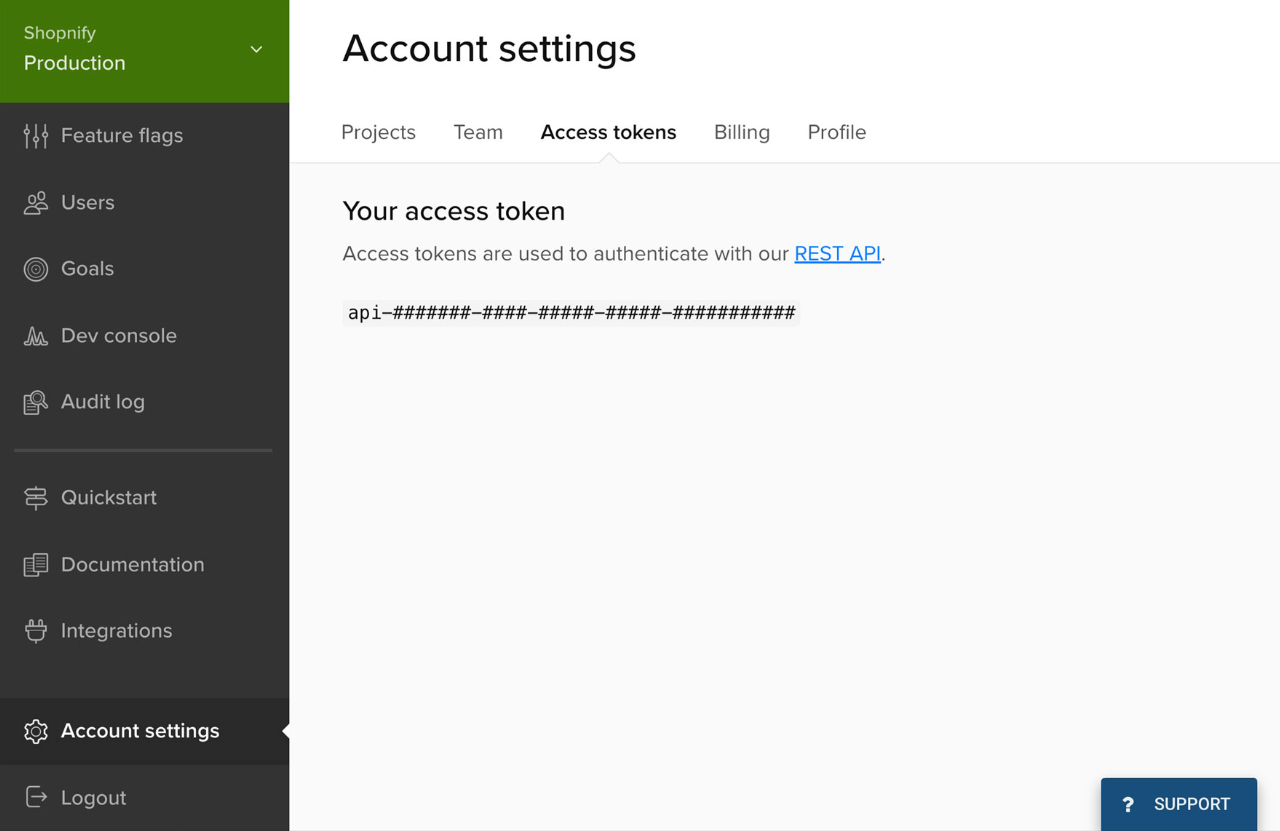 Shopnify
Production
Feature flags
Users
Goals
Dev console
Audit log
Quickstart
Documentation
Integrations
Account settings
Logout
Account settings
Projects Team Access tokens Billing Profile
Your access token
Access tokens are used to authenticate with our REST API.
api-#######-####-#####-#####-###########
? SUPPORT